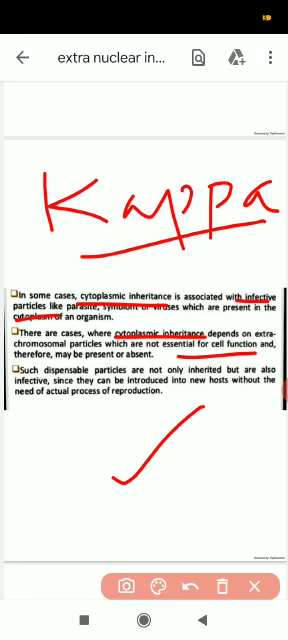 extra nuclear in...
Kappa
In some cases, cytoplasmic inheritance is associated with infective
particles like parasite, symbiont or viruses which are present in the
cytoplasm of an organism.
There are cases, where cytoplasmic inheritance depends on extra-
chromosomal particles which are not essential for cell function and,
therefore, may be present or absent.
Such dispensable particles are not only inherited but are also
infective, since they can be introduced into new hosts without the
need of actual process of reproduction.